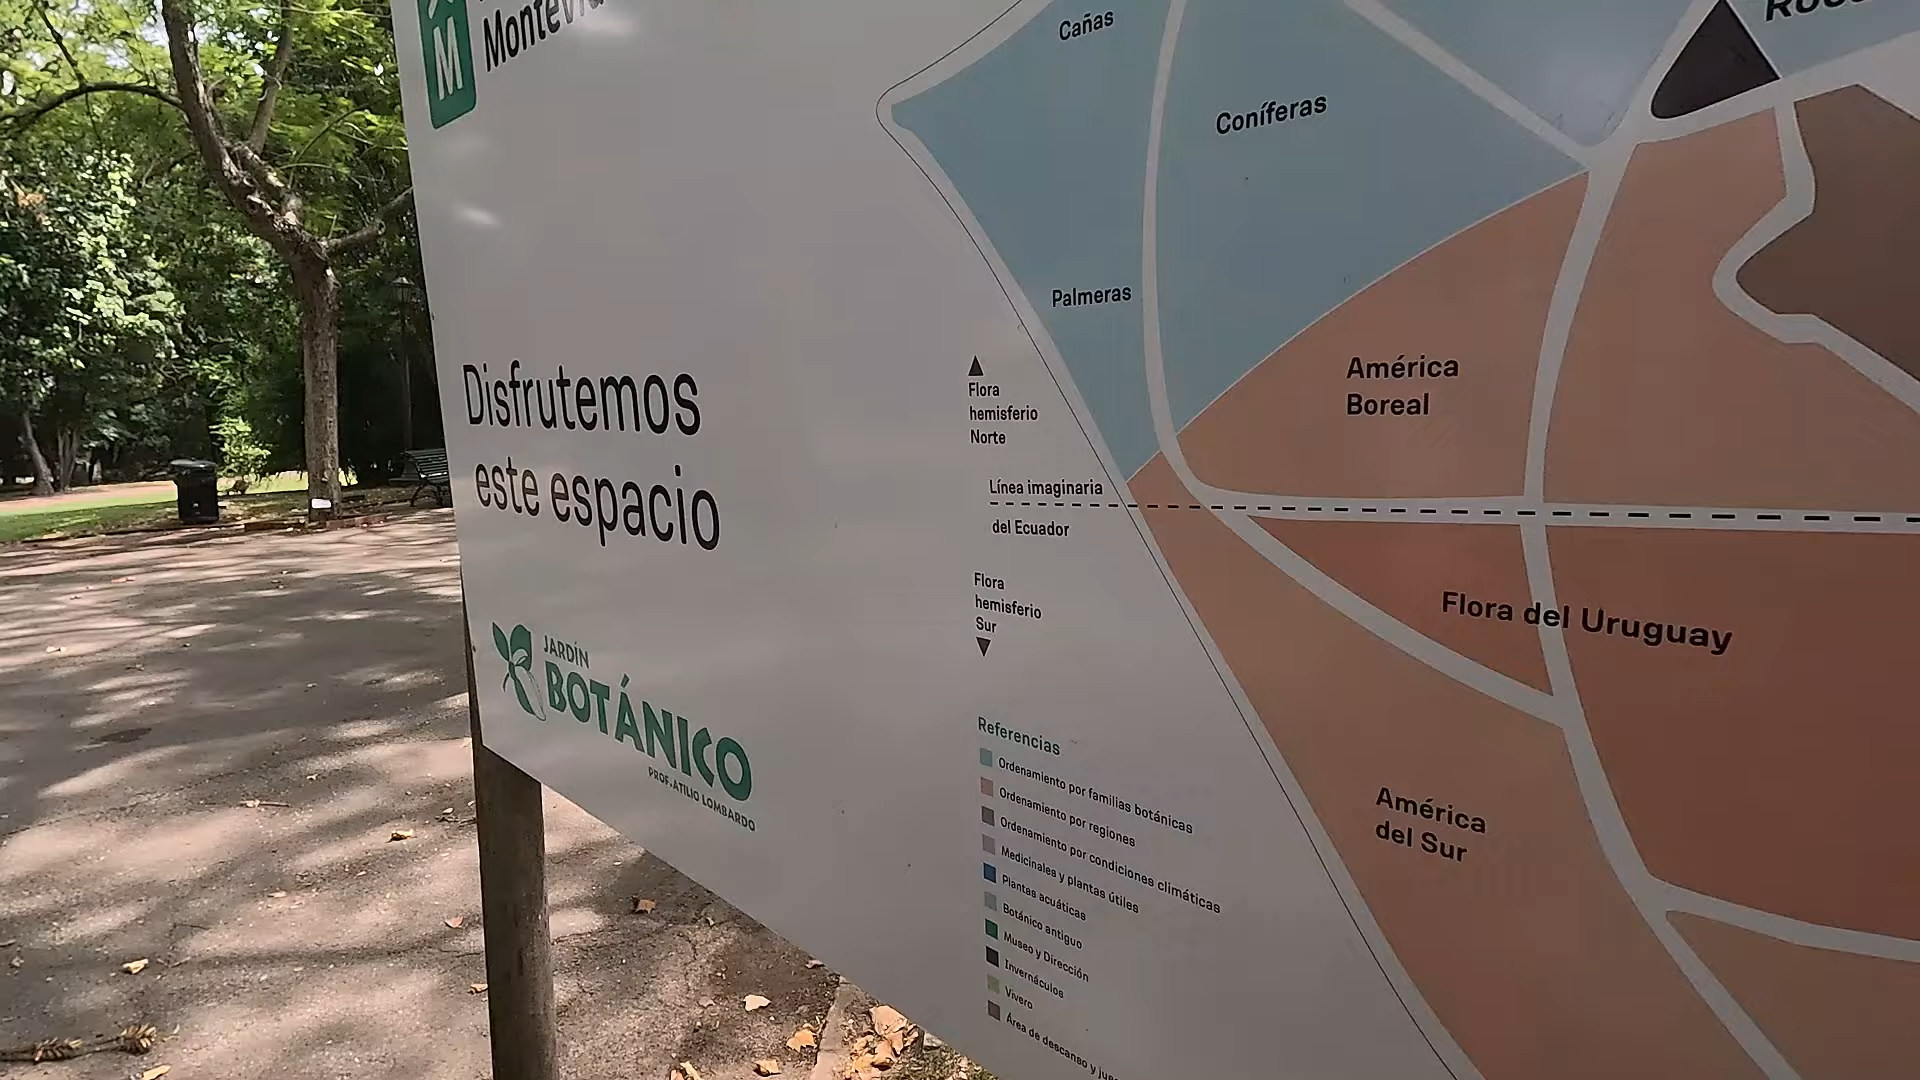 M
Disfrutemos
este espacio
JARDÍN
BOTÁNICO
PROF. ATILIO LOMBARDO
Cañas
Coníferas
Palmeras
América
Boreal
Flora
hemisferio
Norte
Línea imaginaria
del Ecuador
Flora
hemisferio
Sur
Flora del Uruguay
América
del Sur
Referencias
Ordenamiento por familias botánicas
Ordenamiento por regiones
Ordenamiento por condiciones climáticas
Medicinales y plantas útiles
Plantas acuáticas
Botánico antiguo
Museo y Dirección
Invernáculos
Vivero
Área de descanso y